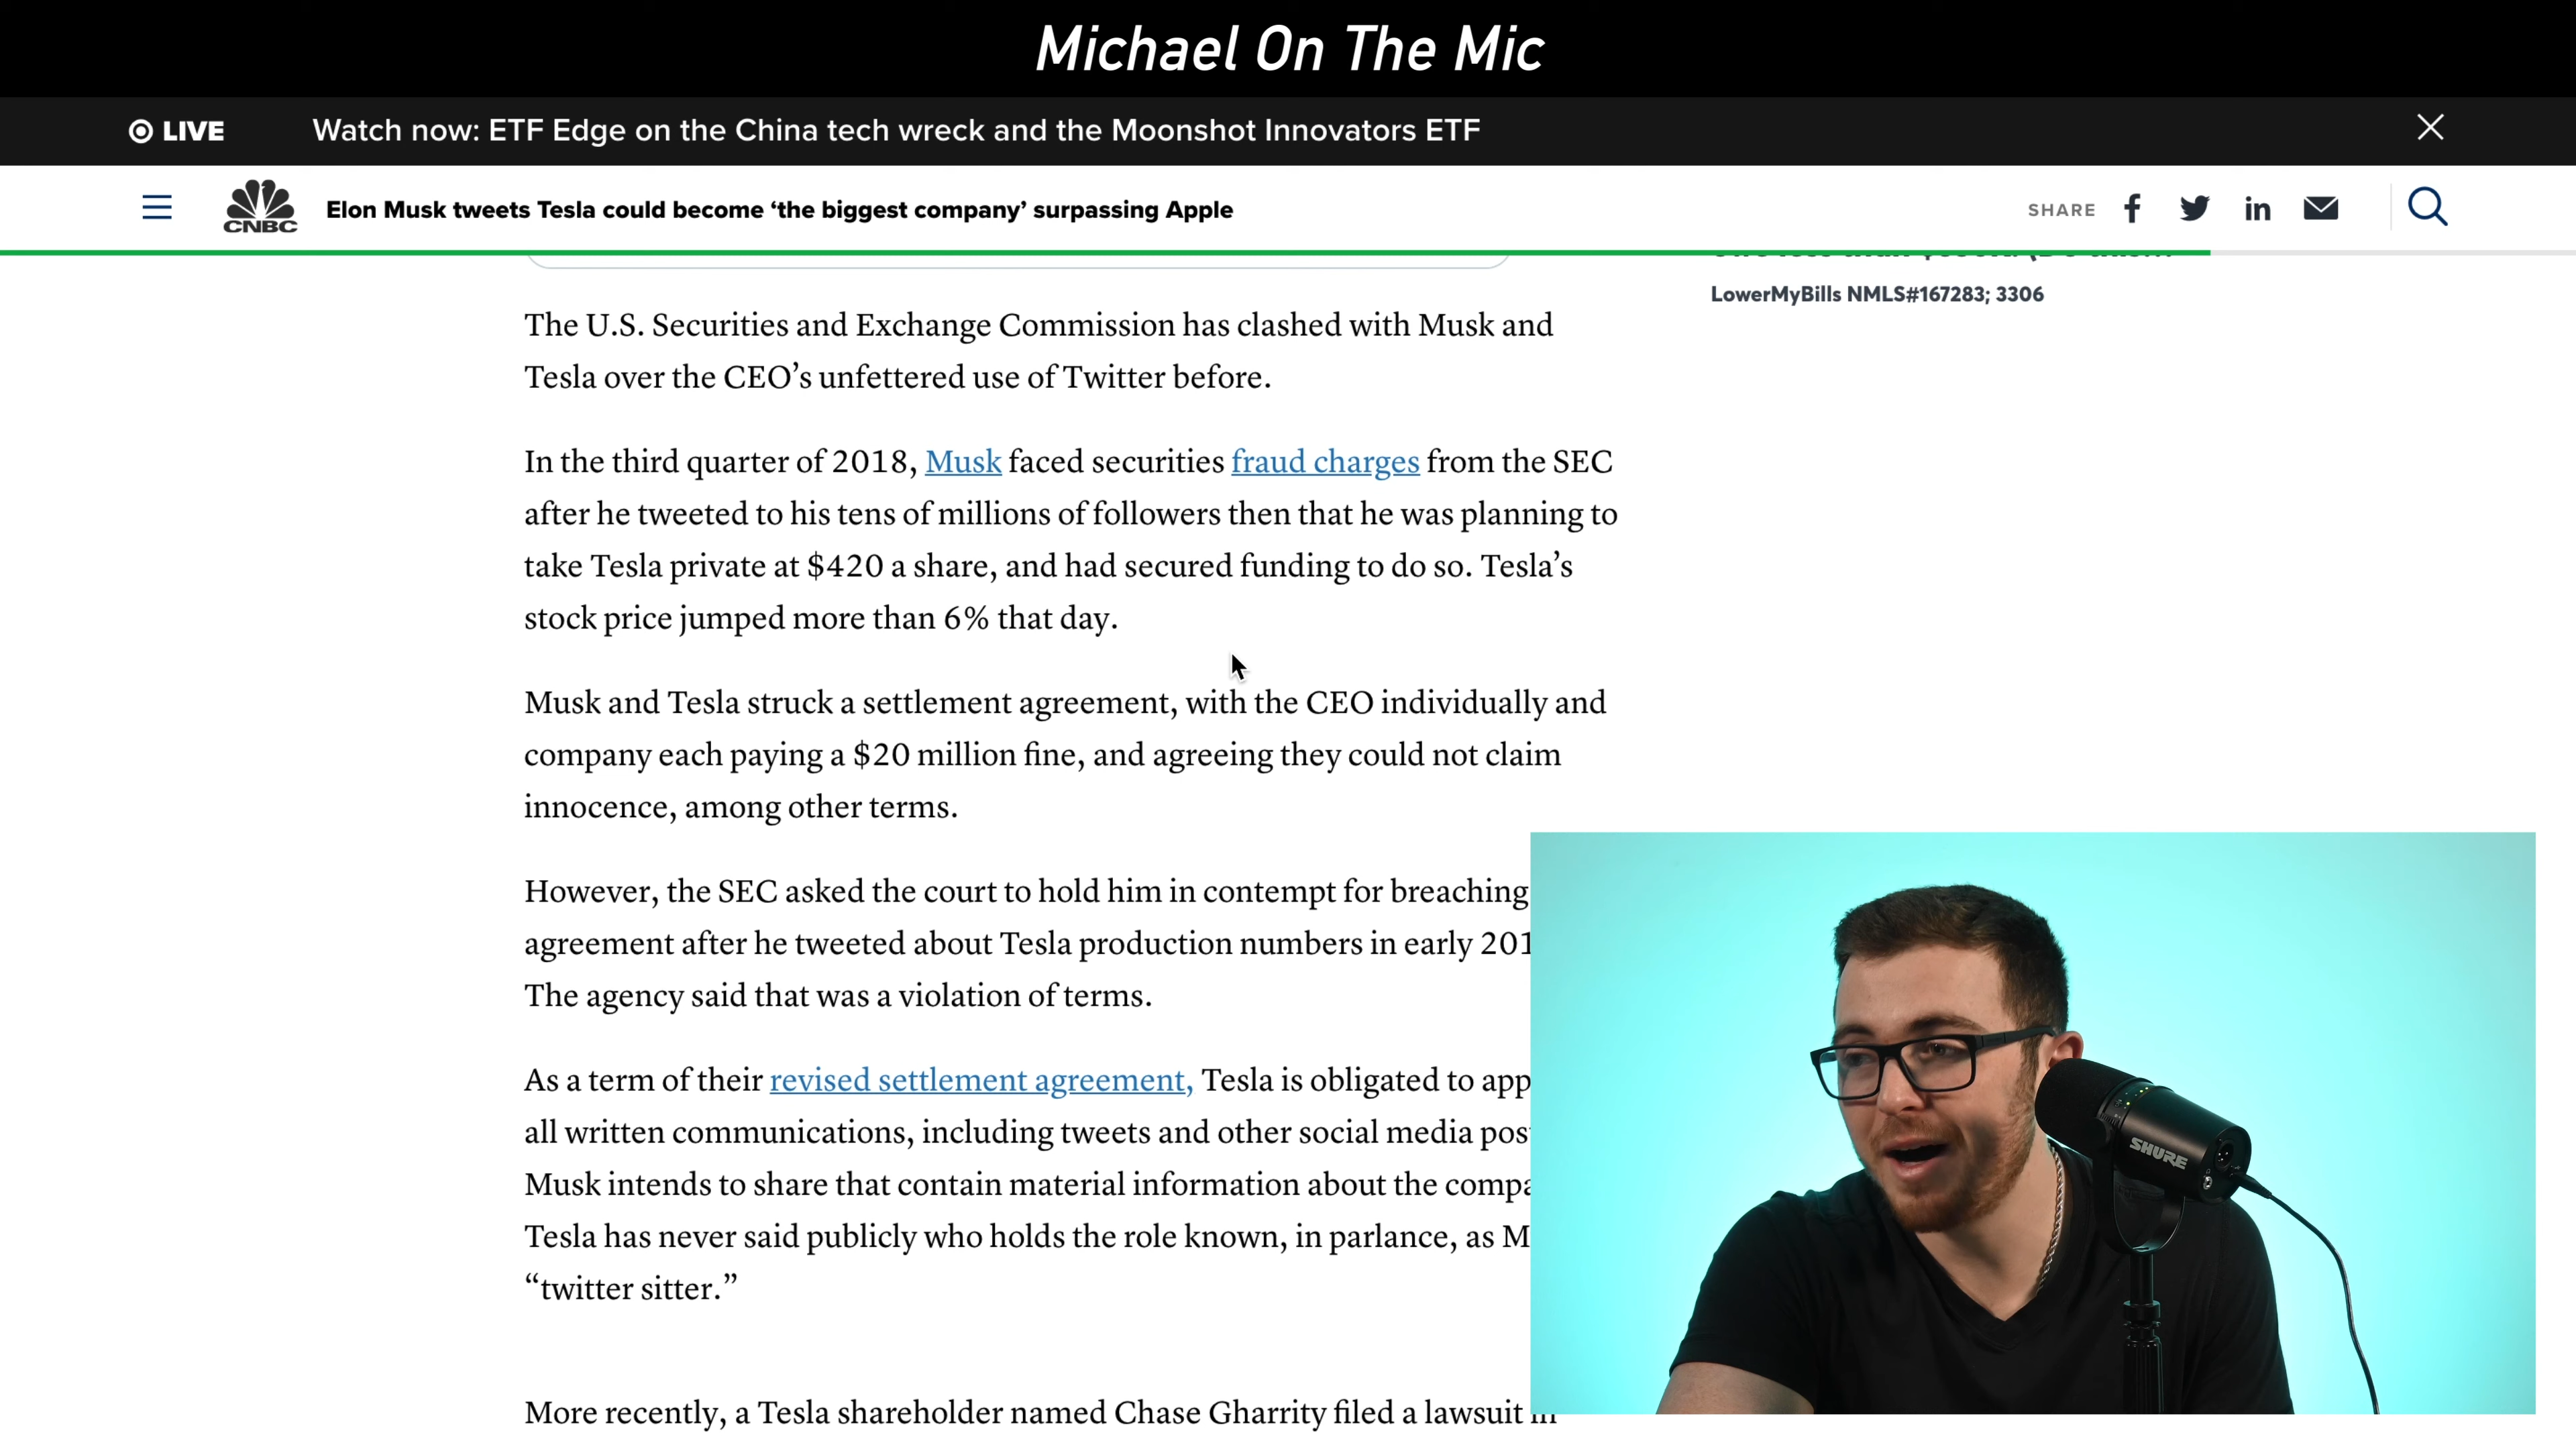 Michael On The Mic
LIVE
Watch now: ETF Edge on the China tech wreck and the Moonshot Innovators ETF
CNBC
Elon Musk tweets Tesla could become ‘the biggest company’ surpassing Apple
SHARE
LowerMyBills NMLS#167283; 3306
The U.S. Securities and Exchange Commission has clashed with Musk and
Tesla over the CEO’s unfettered use of Twitter before.
In the third quarter of 2018, Musk faced securities fraud charges from the SEC
after he tweeted to his tens of millions of followers then that he was planning to
take Tesla private at $420 a share, and had secured funding to do so. Tesla’s
stock price jumped more than 6% that day.
Musk and Tesla struck a settlement agreement, with the CEO individually and
company each paying a $20 million fine, and agreeing they could not claim
innocence, among other terms.
However, the SEC asked the court to hold him in contempt for breaching
agreement after he tweeted about Tesla production numbers in early 201
The agency said that was a violation of terms.
As a term of their revised settlement agreement, Tesla is obligated to app
all written communications, including tweets and other social media pos
Musk intends to share that contain material information about the compa
Tesla has never said publicly who holds the role known, in parlance, as M
“twitter sitter.”
More recently, a Tesla shareholder named Chase Gharrity filed a lawsuit in
SHURE